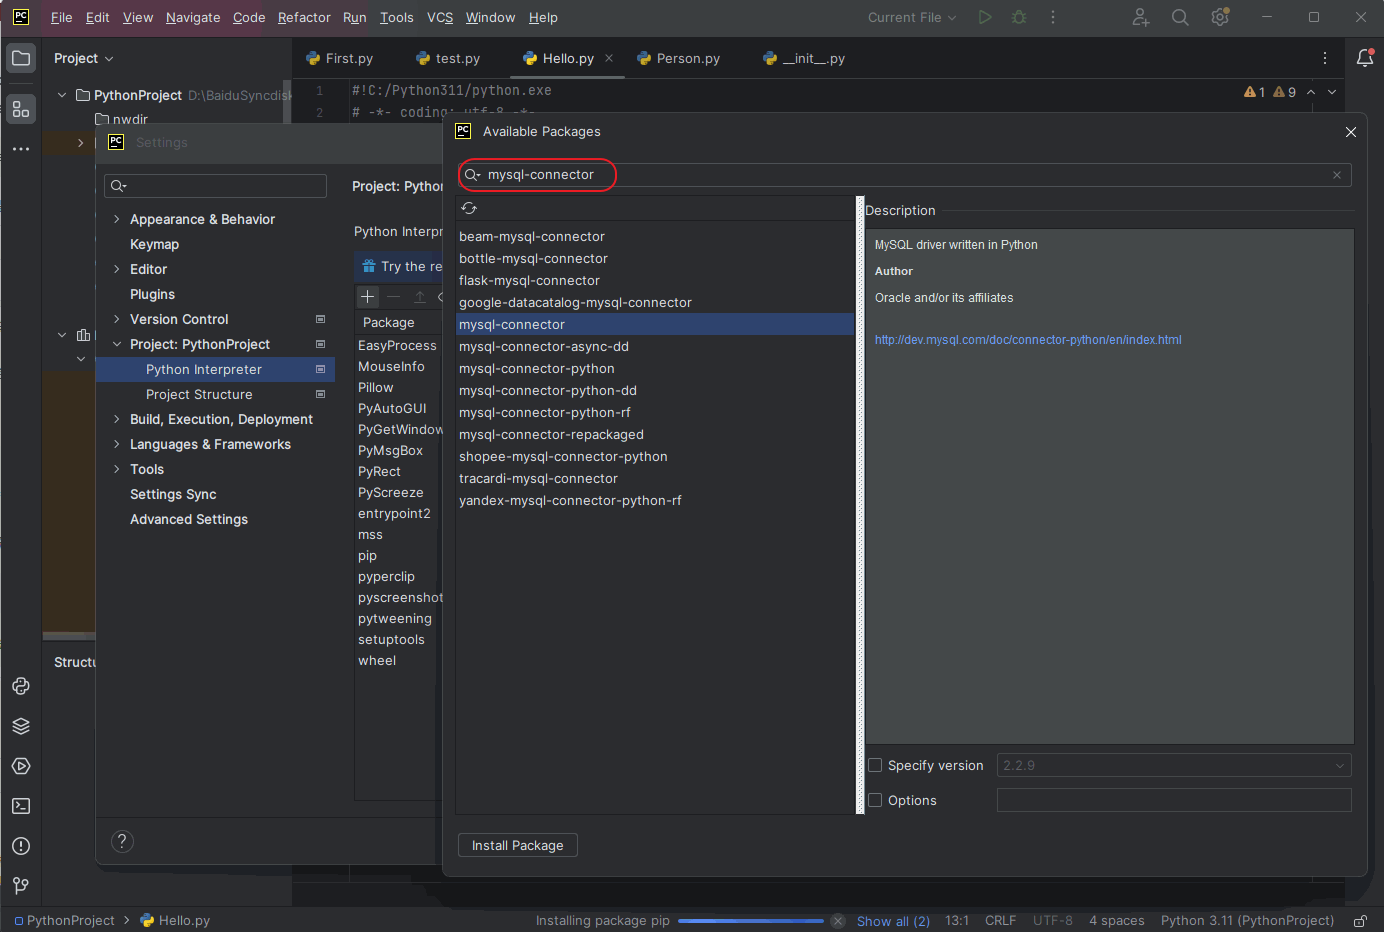 PC File Edit View Navigate Code Refactor Run Tools VCS Window Help Current File
Project
First.py test.py Hello.py Person.py __init__.py
PythonProject D:\BaiduSyncdisk
nwdir
1 #!C:/Python311/python.exe
2 # -*- coding: utf-8 -*-
1 9
PC Settings
Appearance & Behavior
Keymap
Editor
Plugins
Version Control
Project: PythonProject
Python Interpreter
Project Structure
Build, Execution, Deployment
Languages & Frameworks
Tools
Settings Sync
Advanced Settings
?
Structu
Project: Python
Python Interpr
Try the re
Package
EasyProcess
MouseInfo
Pillow
PyAutoGUI
PyGetWindow
PyMsgBox
PyRect
PyScreeze
entrypoint2
mss
pip
pyperclip
pyscreenshot
pytweening
setuptools
wheel
PC Available Packages
mysql-connector
beam-mysql-connector
bottle-mysql-connector
flask-mysql-connector
google-datacatalog-mysql-connector
mysql-connector
mysql-connector-async-dd
mysql-connector-python
mysql-connector-python-dd
mysql-connector-python-rf
mysql-connector-repackaged
shopee-mysql-connector-python
tracardi-mysql-connector
yandex-mysql-connector-python-rf
Description
MySQL driver written in Python
Author
Oracle and/or its affiliates
http://dev.mysql.com/doc/connector-python/en/index.html
Specify version 2.2.9
Options
Install Package
PythonProject Hello.py Installing package pip Show all (2) 13:1 CRLF UTF-8 4 spaces Python 3.11 (PythonProject)